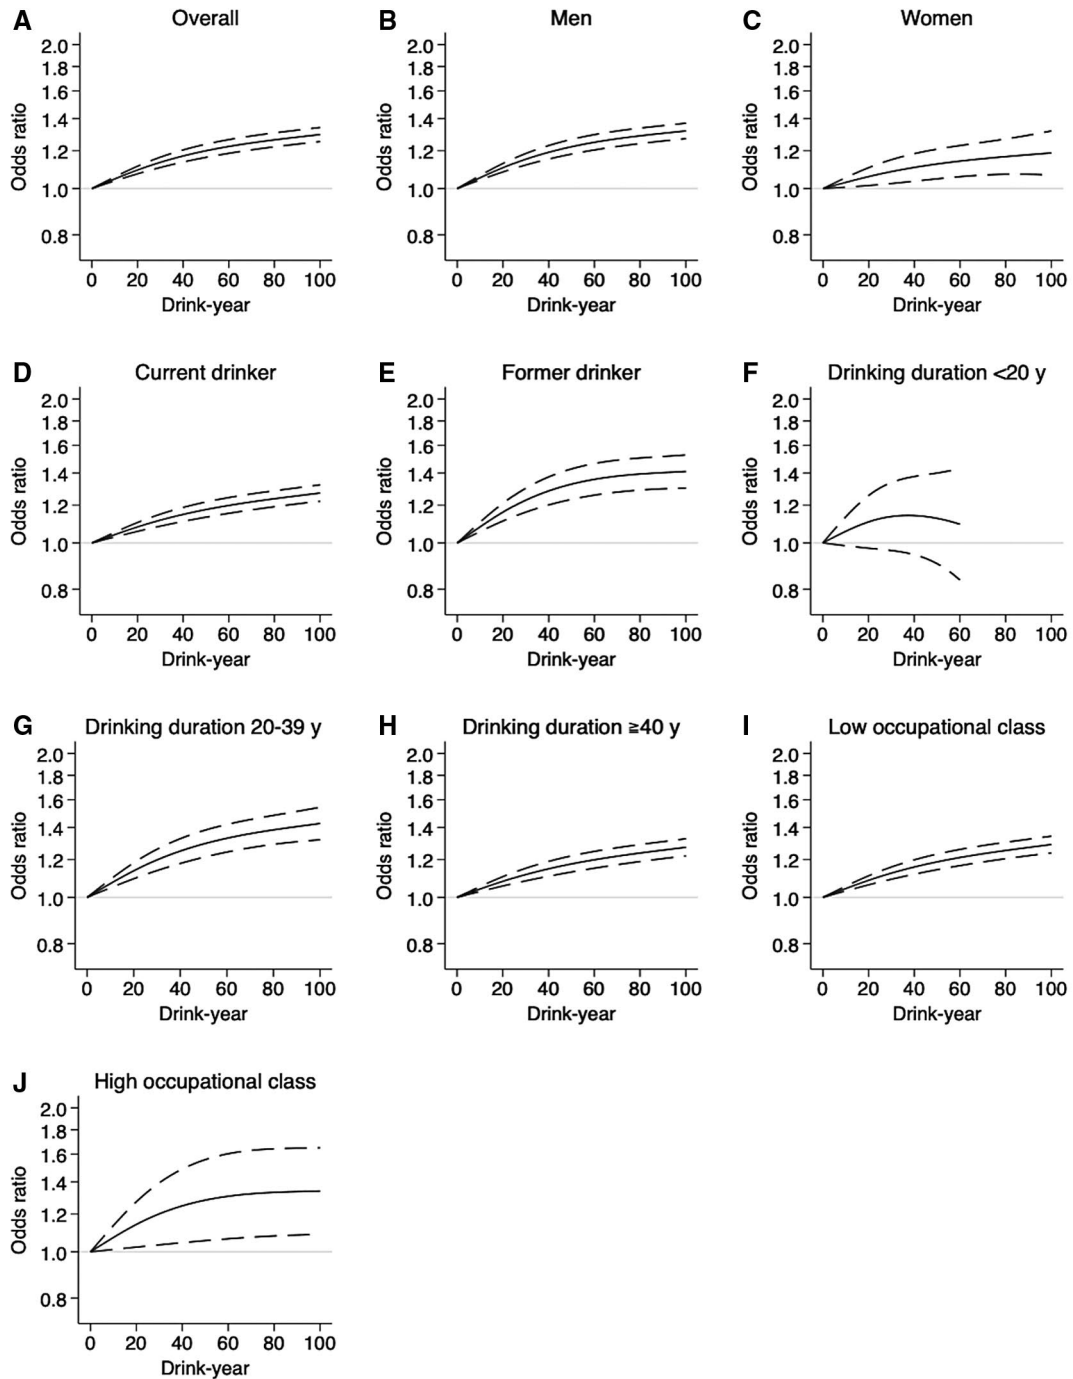 A Overall
Odds ratio
2.0
1.8
1.6
1.4
1.2
1.0
0.8
0 20 40 60 80 100
Drink-year
B Men
Odds ratio
2.0
1.8
1.6
1.4
1.2
1.0
0.8
0 20 40 60 80 100
Drink-year
C Women
Odds ratio
2.0
1.8
1.6
1.4
1.2
1.0
0.8
0 20 40 60 80 100
Drink-year
D Current drinker
Odds ratio
2.0
1.8
1.6
1.4
1.2
1.0
0.8
0 20 40 60 80 100
Drink-year
E Former drinker
Odds ratio
2.0
1.8
1.6
1.4
1.2
1.0
0.8
0 20 40 60 80 100
Drink-year
F Drinking duration <20 y
Odds ratio
2.0
1.8
1.6
1.4
1.2
1.0
0.8
0 20 40 60 80 100
Drink-year
G Drinking duration 20-39 y
Odds ratio
2.0
1.8
1.6
1.4
1.2
1.0
0.8
0 20 40 60 80 100
Drink-year
H Drinking duration ≧40 y
Odds ratio
2.0
1.8
1.6
1.4
1.2
1.0
0.8
0 20 40 60 80 100
Drink-year
I Low occupational class
Odds ratio
2.0
1.8
1.6
1.4
1.2
1.0
0.8
0 20 40 60 80 100
Drink-year
J High occupational class
Odds ratio
2.0
1.8
1.6
1.4
1.2
1.0
0.8
0 20 40 60 80 100
Drink-year